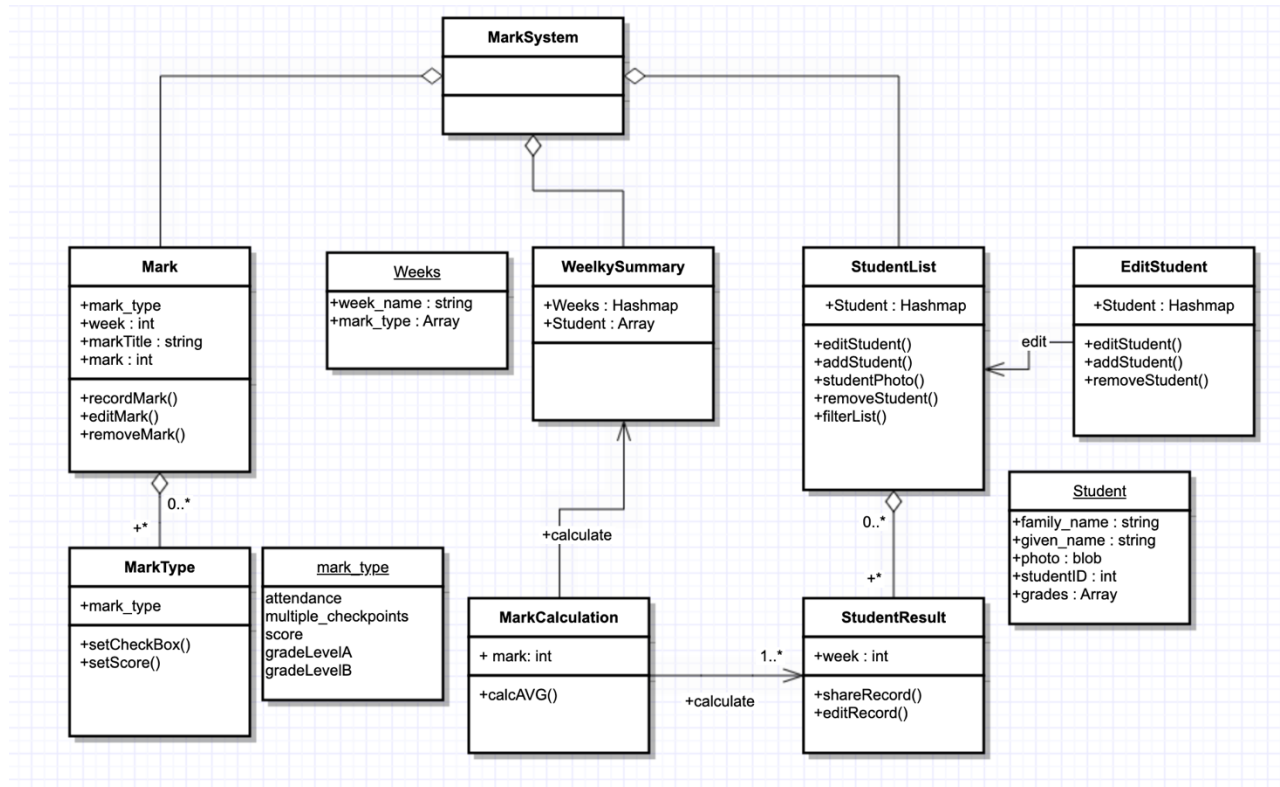 MarkSystem
Mark
+mark_type
+week : int
+markTitle : string
+mark : int
+recordMark()
+editMark()
+removeMark()
Weeks
+week_name : string
+mark_type : Array
WeelkySummary
+Weeks : Hashmap
+Student : Array
StudentList
+Student : Hashmap
+editStudent()
+addStudent()
+studentPhoto()
+removeStudent()
+filterList()
edit
EditStudent
+Student : Hashmap
+editStudent()
+addStudent()
+removeStudent()
0..*
+*
MarkType
+mark_type
+setCheckBox()
+setScore()
mark_type
attendance
multiple_checkpoints
score
gradeLevelA
gradeLevelB
+calculate
MarkCalculation
+ mark: int
+calcAVG()
1..*
+calculate
0..*
+*
StudentResult
+week : int
+shareRecord()
+editRecord()
Student
+family_name : string
+given_name : string
+photo : blob
+studentID : int
+grades : Array